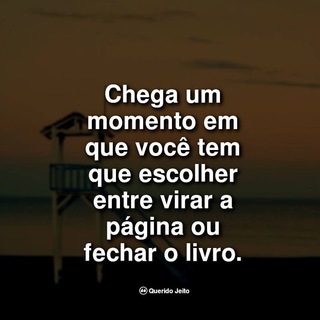 Chega um
momento em
que você tem
que escolher
entre virar a
página ou
fechar o livro.
Querido Jeito